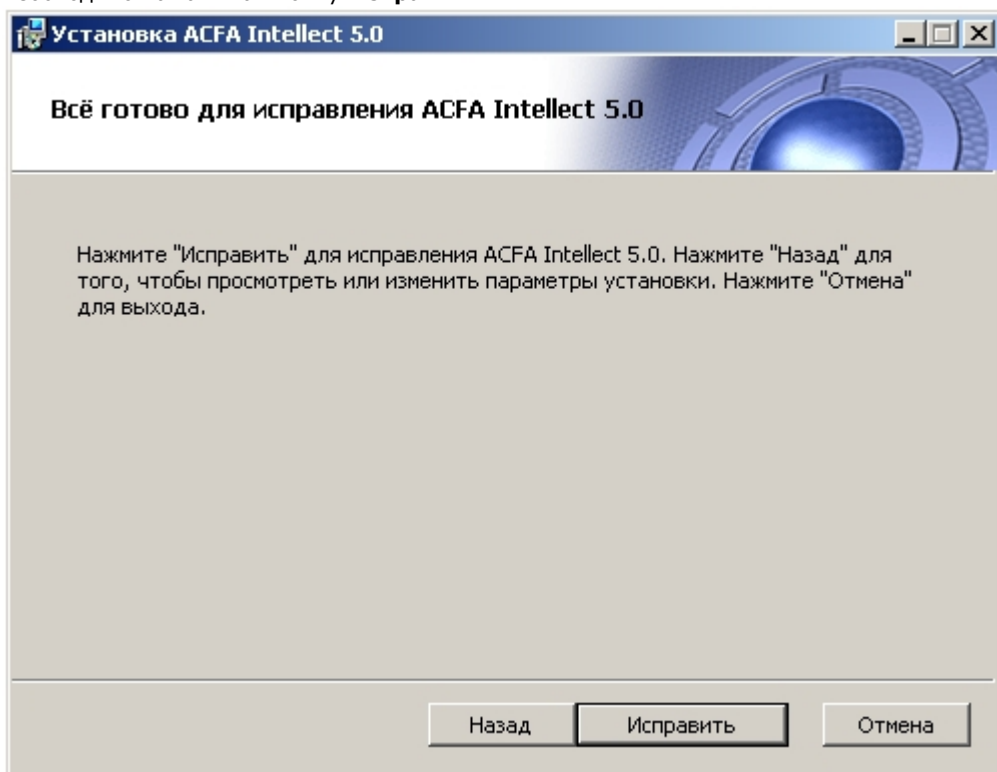 Установка ACFA Intellect 5.0
Всё готово для исправления ACFA Intellect 5.0
Нажмите "Исправить" для исправления ACFA Intellect 5.0. Нажмите "Назад" для
того, чтобы просмотреть или изменить параметры установки. Нажмите "Отмена"
для выхода.
Назад
Исправить
Отмена